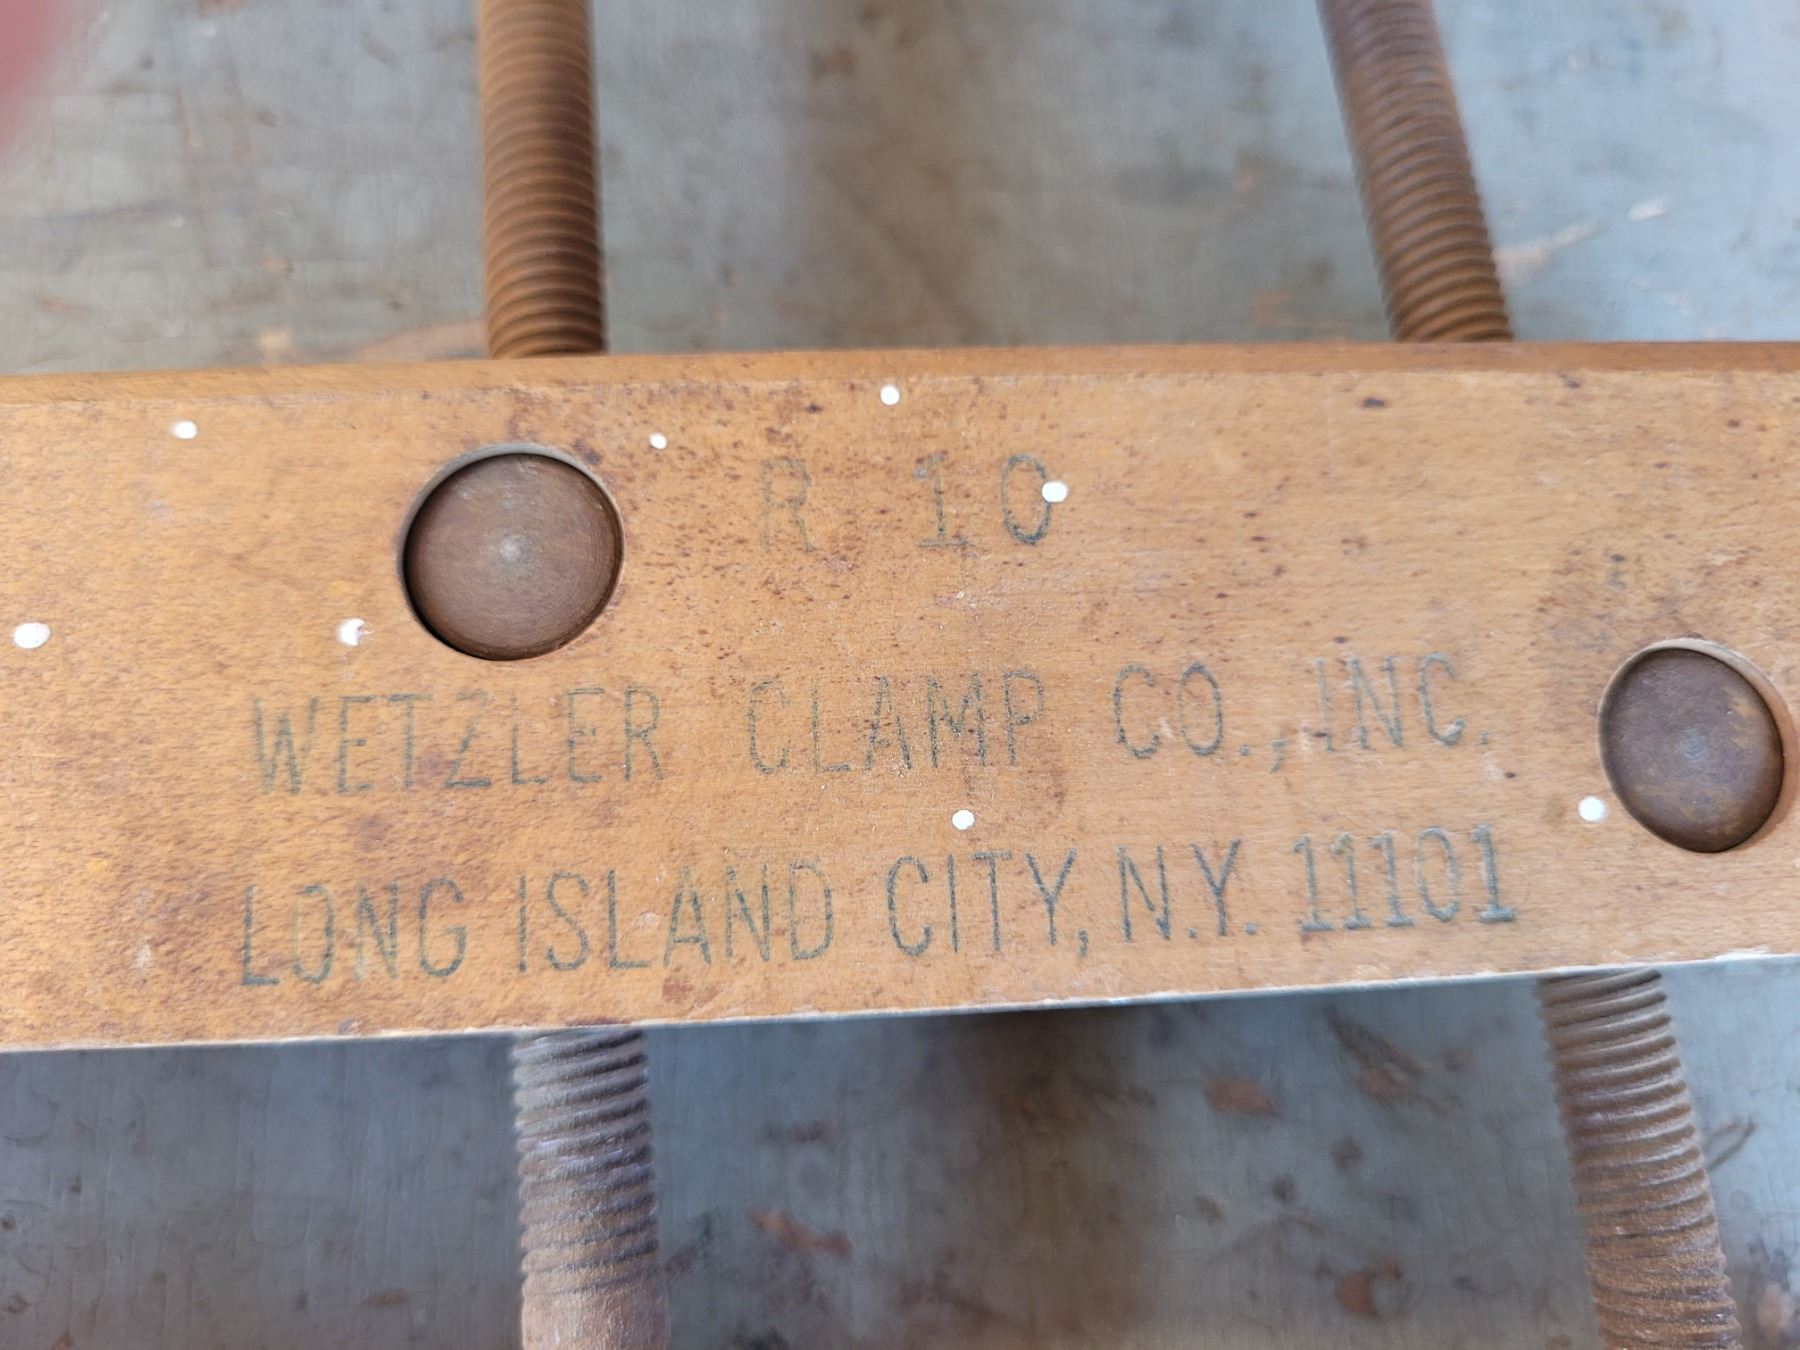 R 10
WETZLER CLAMP CO., INC.
LONG ISLAND CITY, N.Y. 11101